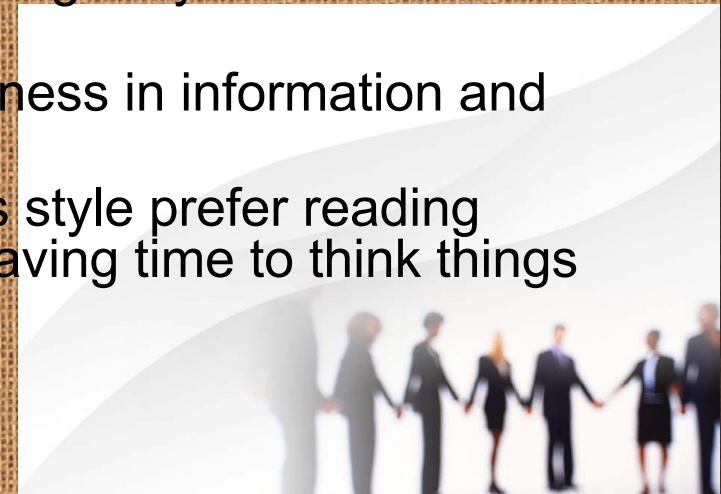 ness in information and
style prefer reading
aving time to think things